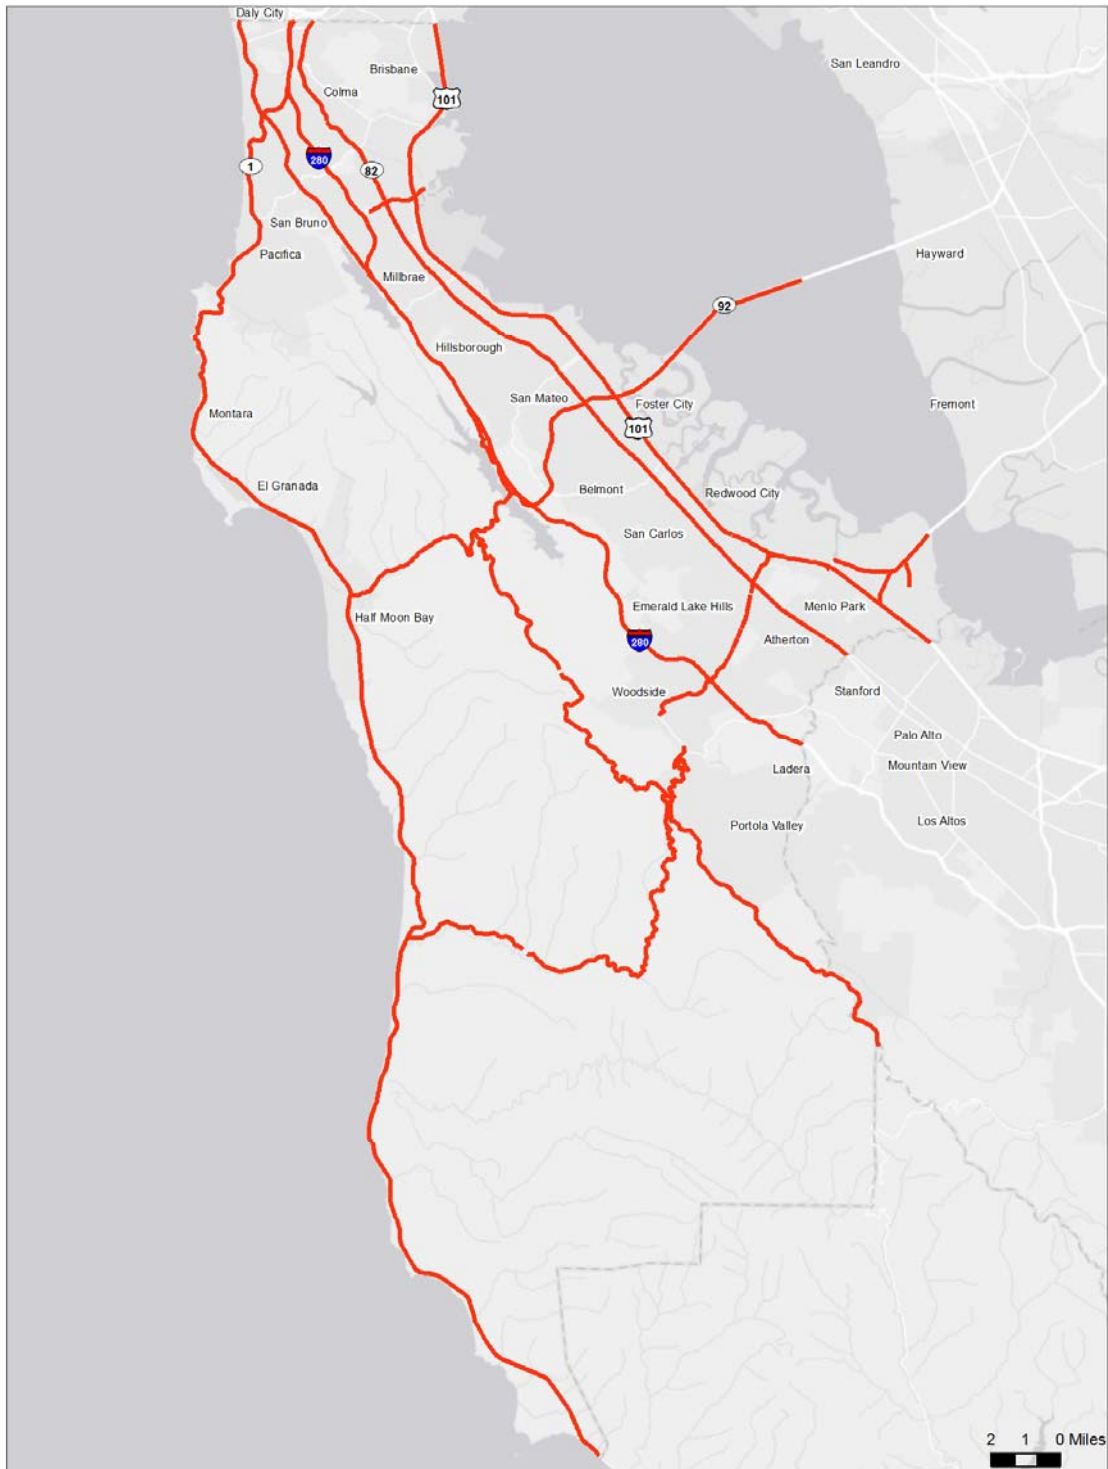 Daly City
San Leandro
Brisbane
Colma
101
280
1
82
San Bruno
Pacifica
Hayward
Millbrae
92
Hillsborough
San Mateo
Foster City
Fremont
Montara
101
El Granada
Belmont
Redwood City
San Carlos
Emerald Lake Hills
Menlo Park
Half Moon Bay
Atherton
280
Woodside
Stanford
Palo Alto
Mountain View
Ladera
Los Altos
Portola Valley
2 1 0 Miles